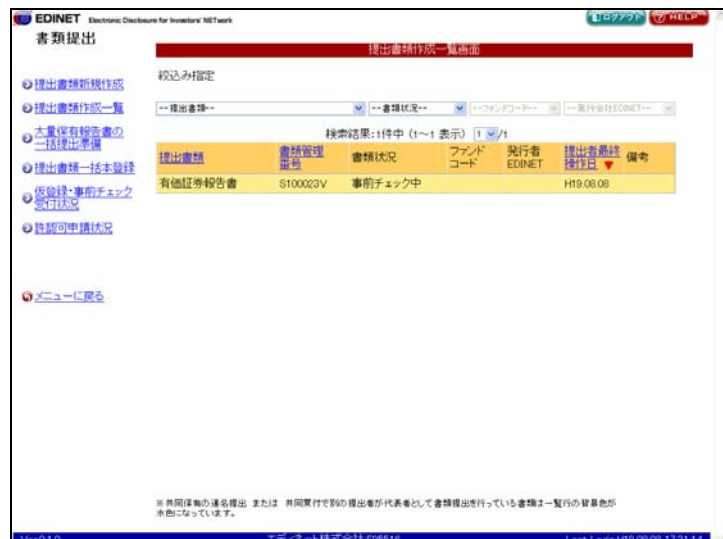 EDINET Electronic Disclosure for Investors' NETwork
ログアウト
HELP
書類提出
提出書類作成一覧画面
提出書類新規作成
提出書類作成一覧
大量保有報告書の
一括提出準備
提出書類一括本登録
仮登録・事前チェック
受付状況
許認可申請状況
メニューに戻る
絞込み指定
--提出書類-- --書類状況-- --ファンドコード-- --発行会社EDINET--
検索結果:1件中(1～1 表示) 1 /1
提出書類 書類管理番号 書類状況 ファンドコード 発行者EDINET 提出者最終操作日▼ 備考
有価証券報告書 S100023V 事前チェック中 H19.08.08
※共同保有の連名提出 または 共同買付で別の提出者が代表者として書類提出を行っている書類は一覧行の背景色が
水色になっています。